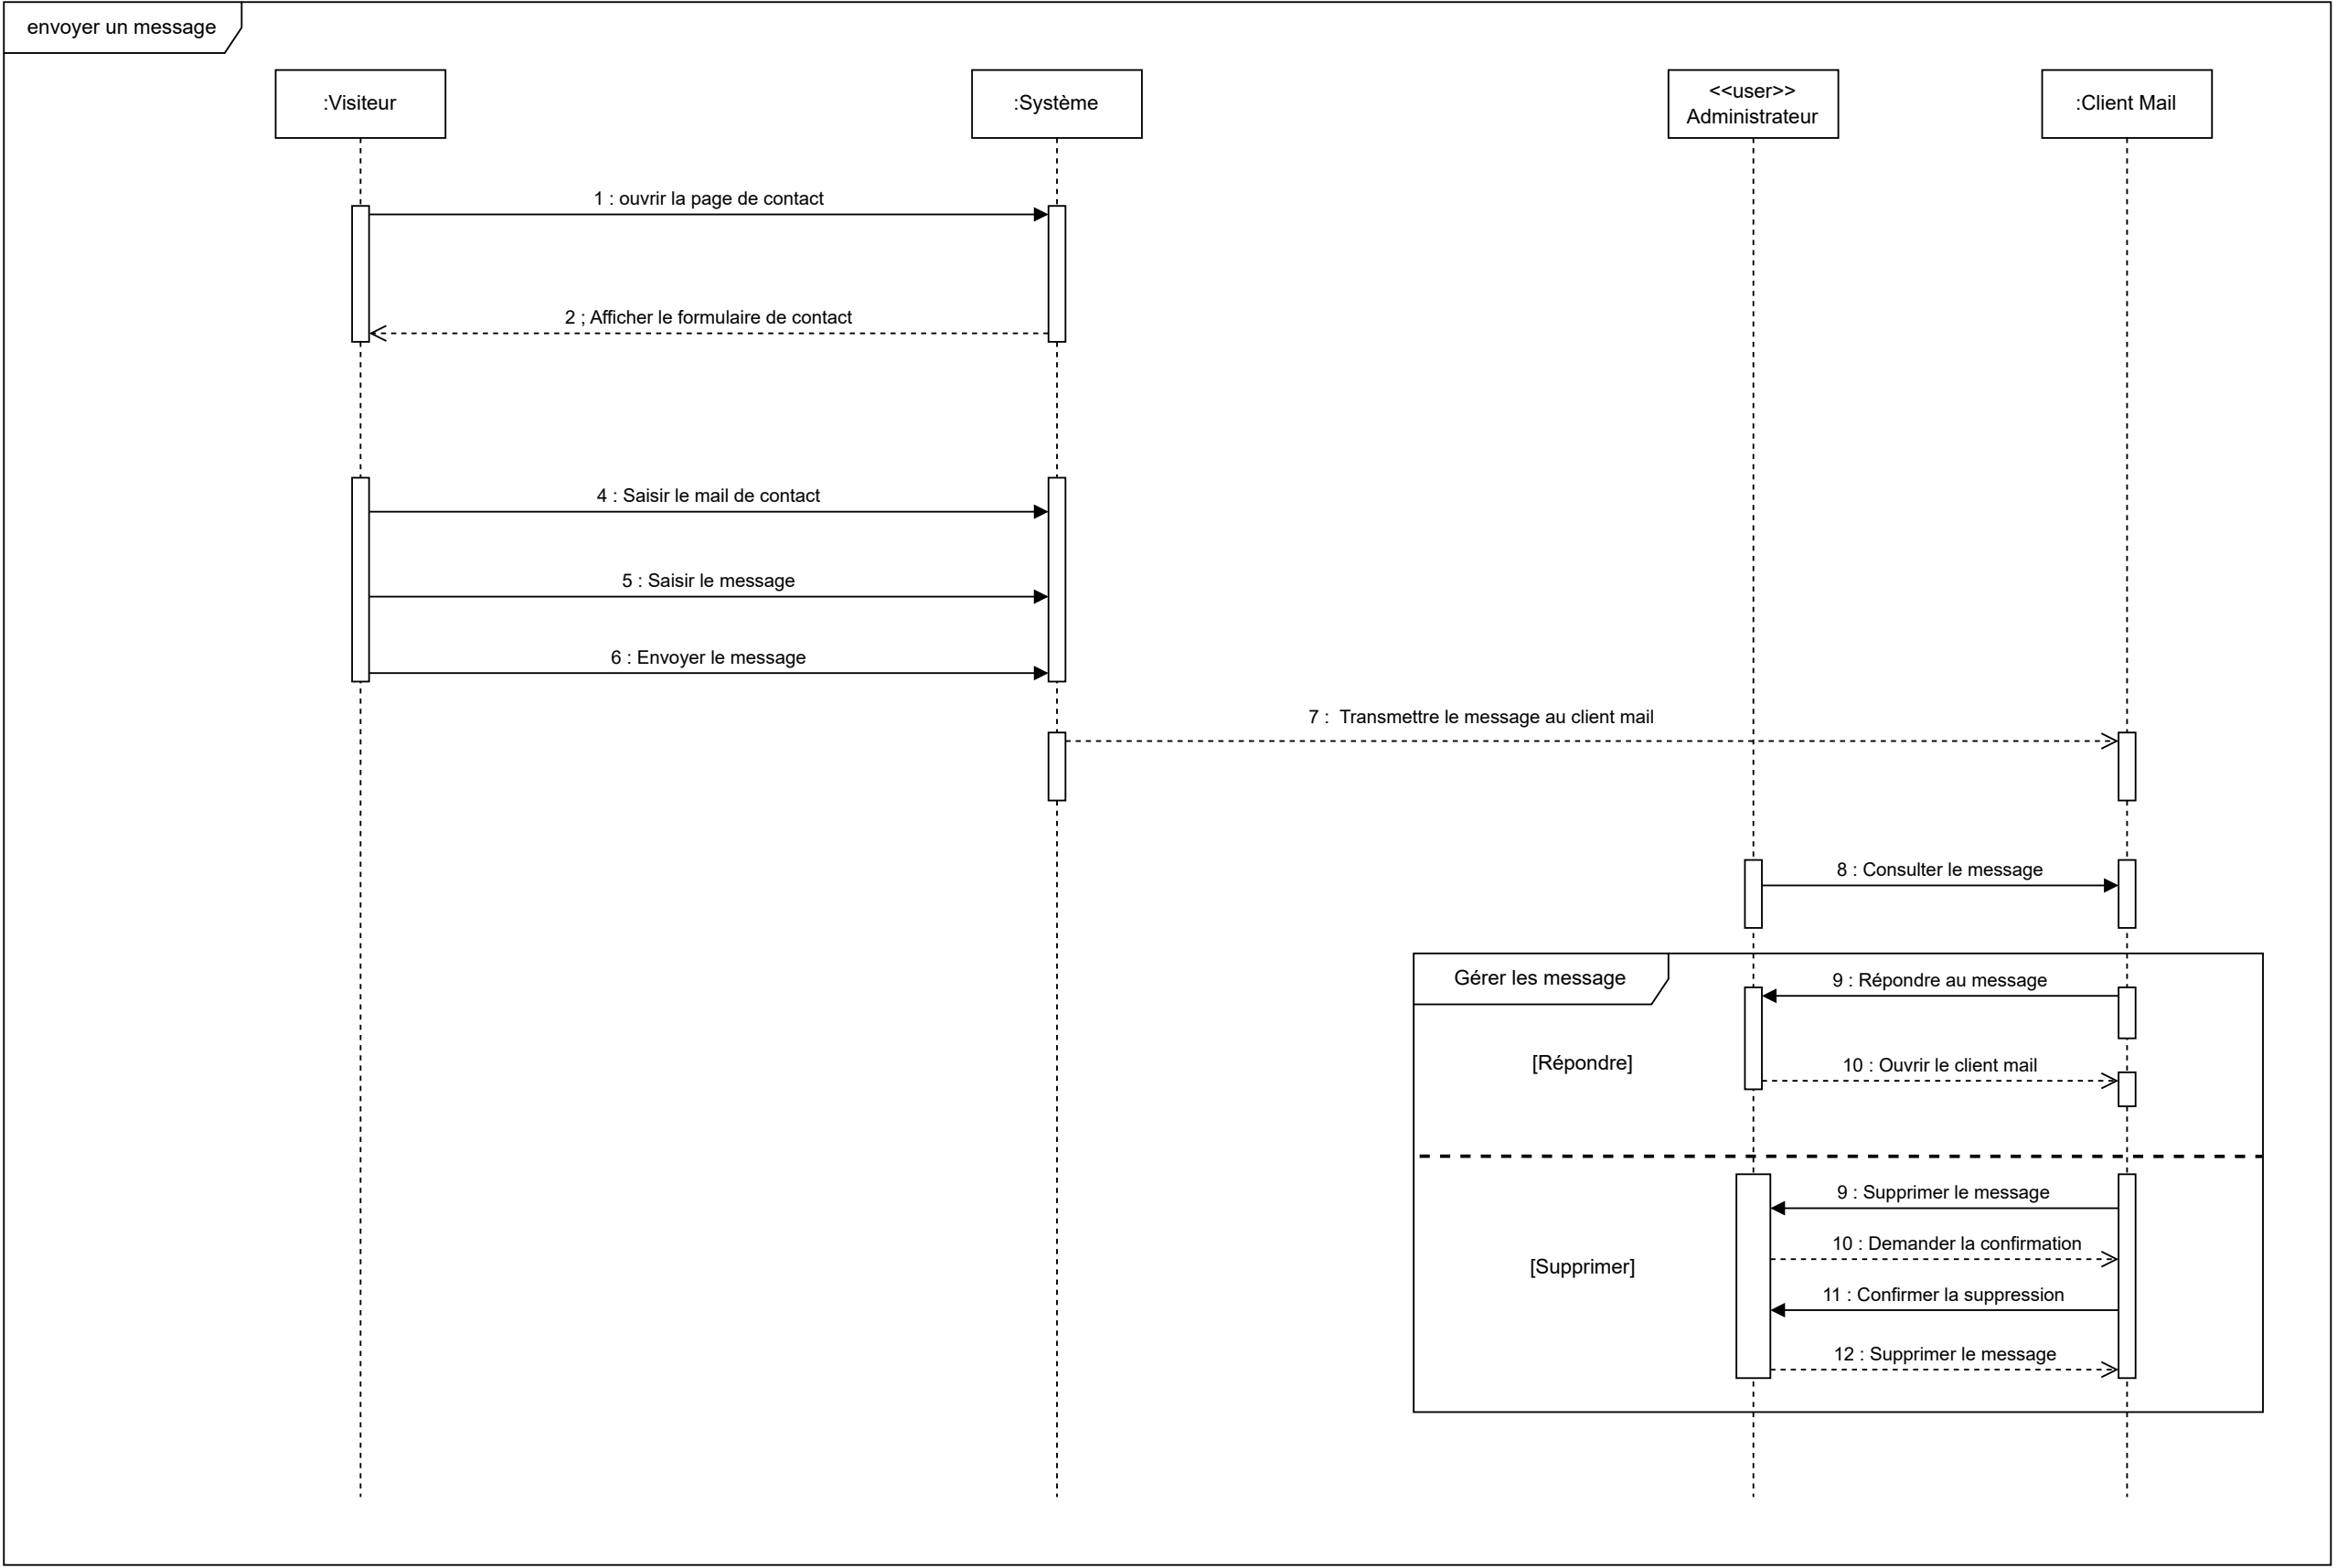 envoyer un message
:Visiteur
:Système
<<user>>
Administrateur
:Client Mail
1 : ouvrir la page de contact
2 ; Afficher le formulaire de contact
4 : Saisir le mail de contact
5 : Saisir le message
6 : Envoyer le message
7 :  Transmettre le message au client mail
8 : Consulter le message
Gérer les message
9 : Répondre au message
[Répondre]
10 : Ouvrir le client mail
9 : Supprimer le message
10 : Demander la confirmation
[Supprimer]
11 : Confirmer la suppression
12 : Supprimer le message